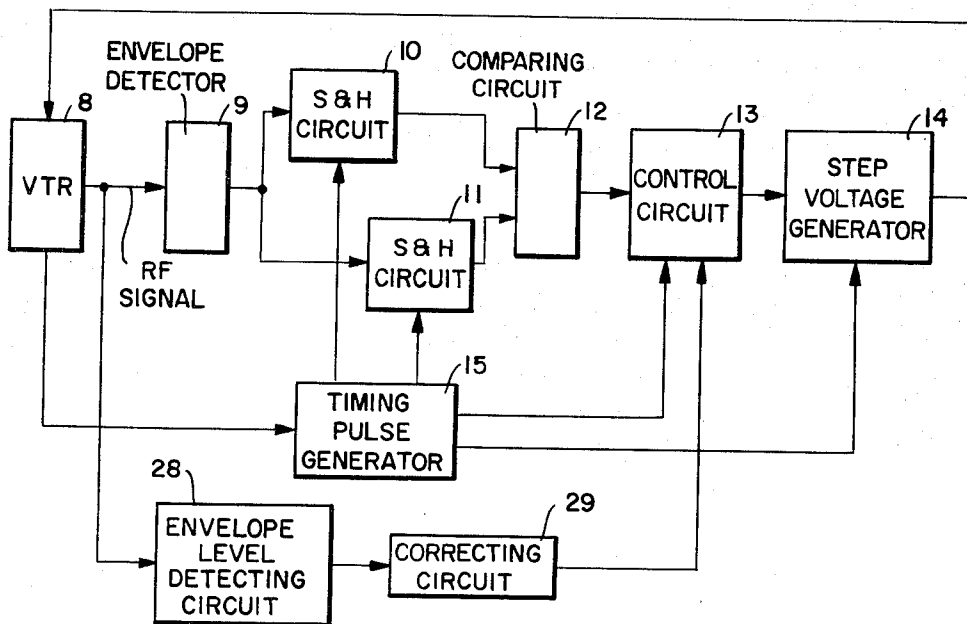 10
ENVELOPE
DETECTOR
COMPARING
CIRCUIT
8
9
S & H
CIRCUIT
12
13
14
VTR
CONTROL
CIRCUIT
STEP
VOLTAGE
GENERATOR
11
S & H
CIRCUIT
RF
SIGNAL
15
TIMING
PULSE
GENERATOR
28
ENVELOPE
LEVEL
DETECTING
CIRCUIT
29
CORRECTING
CIRCUIT